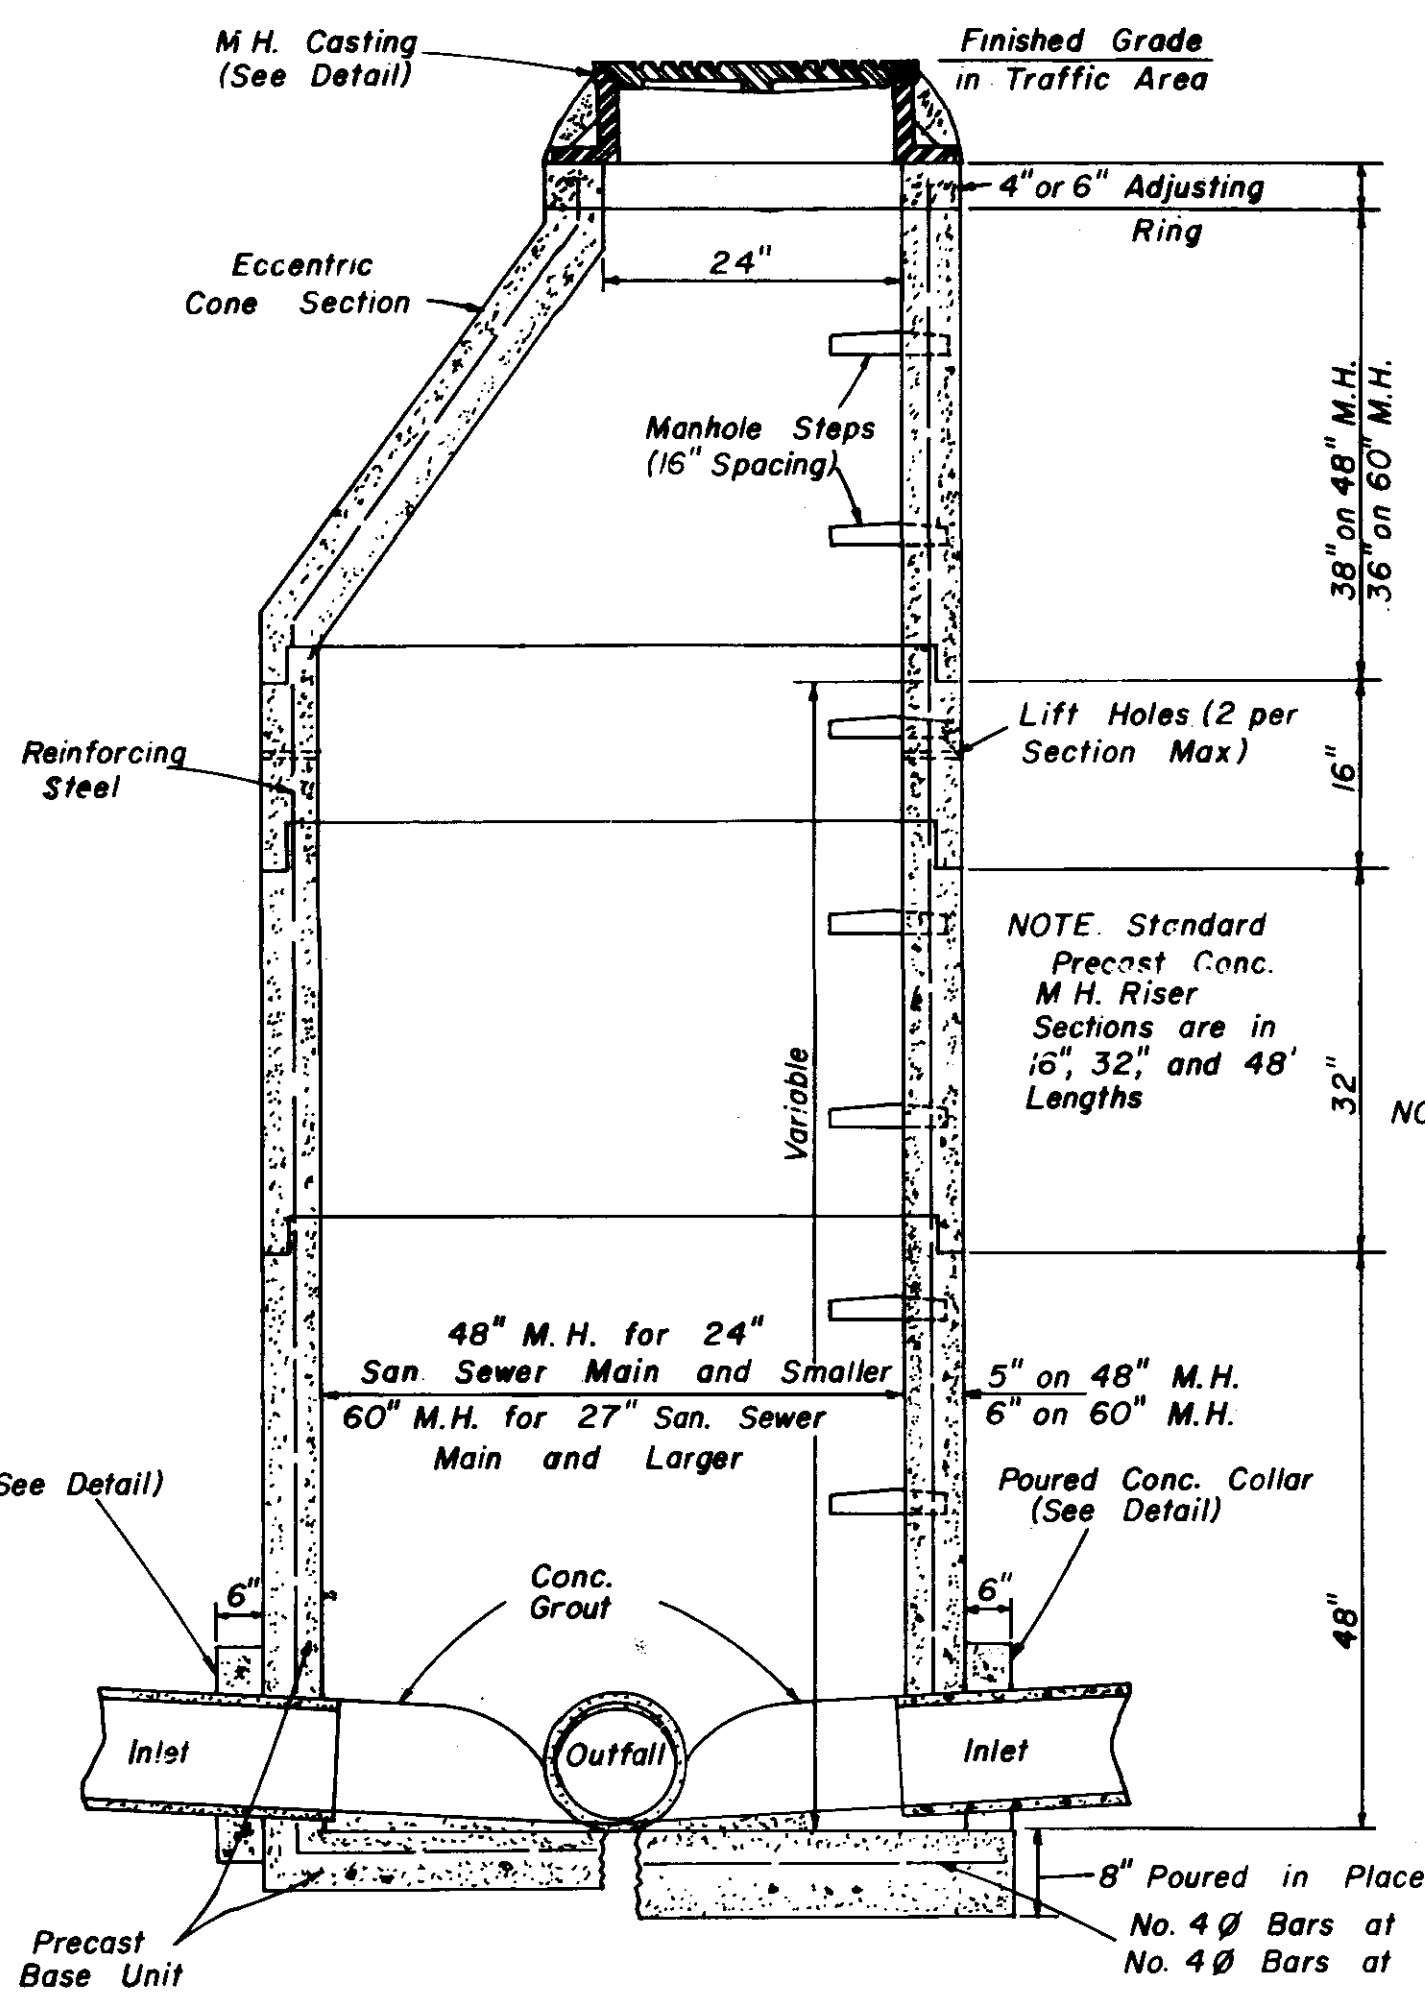 M H. Casting
(See Detail)
Finished Grade
in Traffic Area
4" or 6" Adjusting
Ring
24"
Eccentric
Cone Section
Manhole Steps
(16" Spacing)
38" on 48" M.H.
36" on 60" M.H.
Lift Holes (2 per
Section Max)
16"
Reinforcing
Steel
NOTE. Standard
Precast Conc.
M H. Riser
Sections are in
16", 32", and 48'
Lengths
32"
NO
Variable
48" M.H. for 24"
San Sewer Main and Smaller
60" M.H. for 27" San. Sewer
Main and Larger
5" on 48" M.H.
6" on 60" M.H.
See Detail)
Poured Conc. Collar
(See Detail)
6"
Conc.
Grout
6"
48"
Inlet
Outfall
Inlet
8" Poured in Place
No. 4 Ø Bars at
No. 4 Ø Bars at
Precast
Base Unit